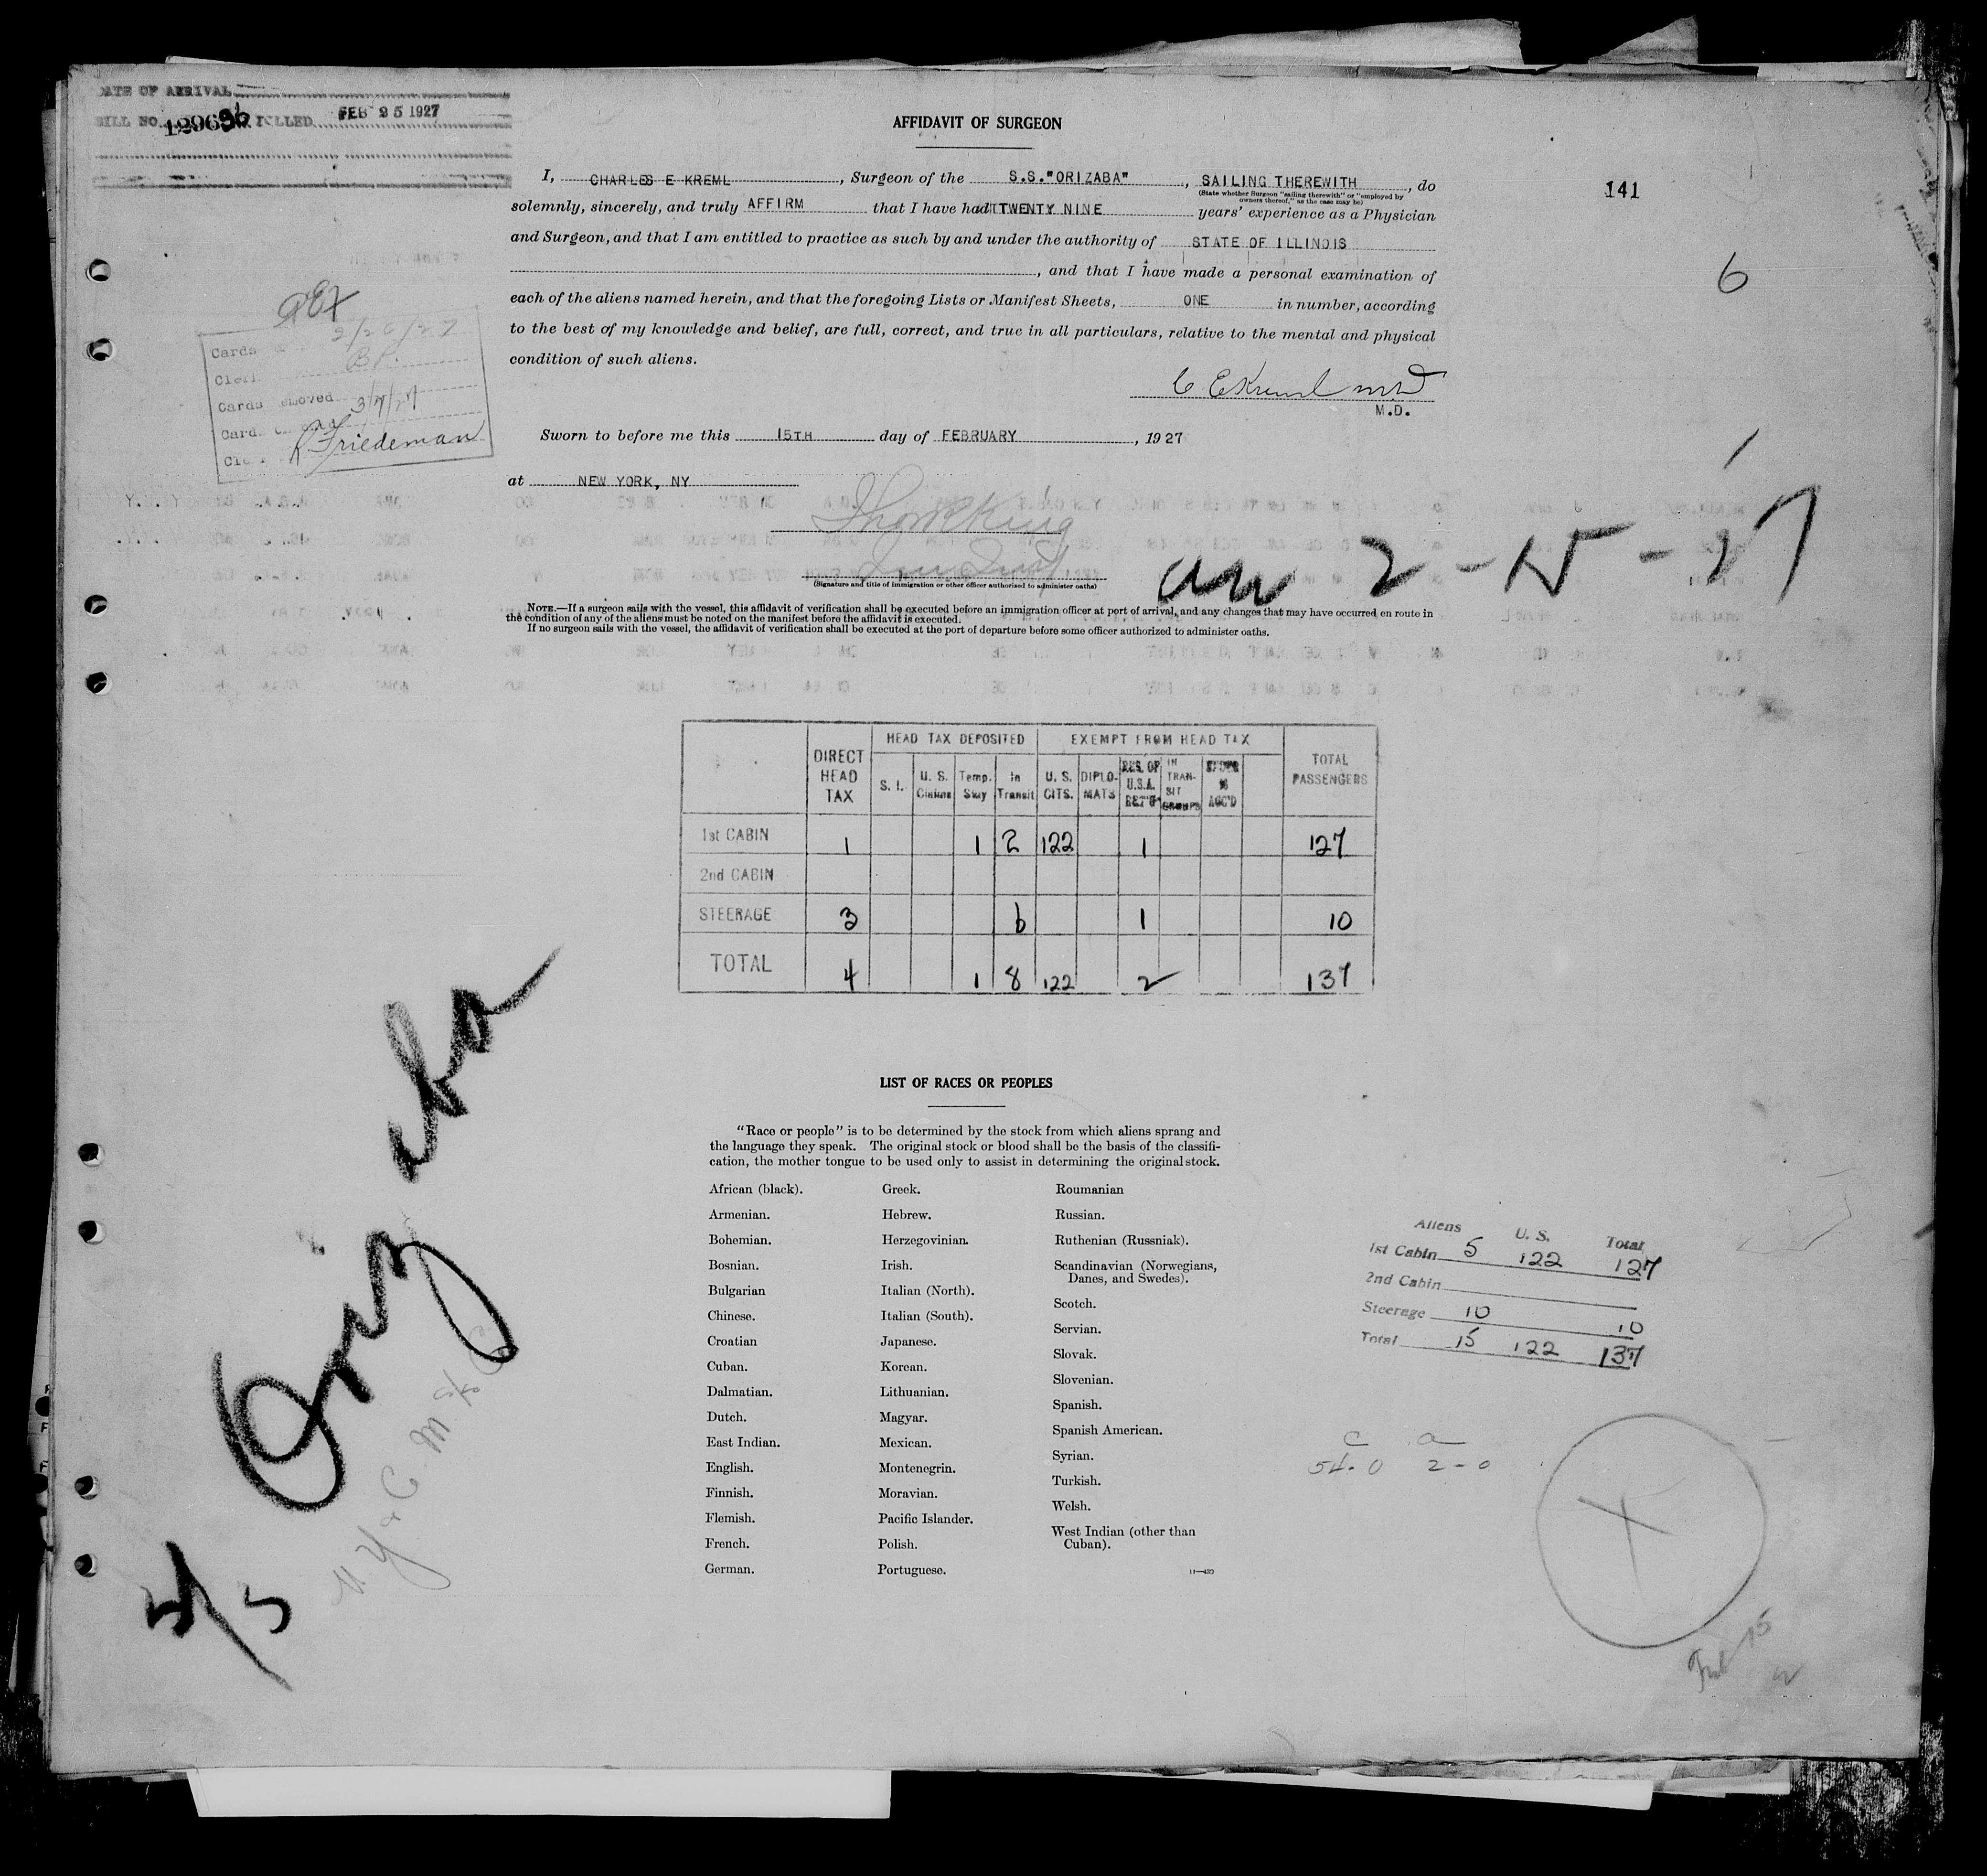 DATE OF ARRIVAL
BILL NO. BILLED FEB 25 1927
AFFIDAVIT OF SURGEON
I, CHARLES E KREML, Surgeon of the S.S."ORIZABA", SAILING THEREWITH, do
(State whether Surgeon "sailing therewith" or "employed by
owners thereof," as the case may be)
141
solemnly, sincerely, and truly AFFIRM that I have had TWENTY NINE years' experience as a Physician
and Surgeon, and that I am entitled to practice as such by and under the authority of STATE OF ILLINOIS
, and that I have made a personal examination of
6
each of the aliens named herein, and that the foregoing Lists or Manifest Sheets, ONE in number, according
to the best of my knowledge and belief, are full, correct, and true in all particulars, relative to the mental and physical
condition of such aliens.
C E Kreml MD
M.D.
Cards 2/26/27
Clerk
Cards removed 3/7/27
Card
Friedeman
Sworn to before me this 15TH day of FEBRUARY, 1927
at NEW YORK, NY
(Signature and title of immigration or other officer authorized to administer oaths)
2-15-27
NOTE.—If a surgeon sails with the vessel, this affidavit of verification shall be executed before an immigration officer at port of arrival, and any changes that may have occurred en route in
the condition of any of the aliens must be noted on the manifest before the affidavit is executed.
If no surgeon sails with the vessel, the affidavit of verification shall be executed at the port of departure before some officer authorized to administer oaths.
DIRECT HEAD TAX HEAD TAX DEPOSITED EXEMPT FROM HEAD TAX TOTAL PASSENGERS
S. I. U. S. Claims Temp. Stay In Transit U. S. CITS. DIPLOMATS RES. OF U.S.A. RET'G IN TRANSIT GROUPS
1st CABIN 1 1 2 122 1 127
2nd CABIN
STEERAGE 3 6 1 10
TOTAL 4 1 8 122 2 137
Orizaba
LIST OF RACES OR PEOPLES
"Race or people" is to be determined by the stock from which aliens sprang and
the language they speak. The original stock or blood shall be the basis of the classifi-
cation, the mother tongue to be used only to assist in determining the original stock.
African (black).
Armenian.
Bohemian.
Bosnian.
Bulgarian
Chinese.
Croatian
Cuban.
Dalmatian.
Dutch.
East Indian.
English.
Finnish.
Flemish.
French.
German.
Greek.
Hebrew.
Herzegovinian.
Irish.
Italian (North).
Italian (South).
Japanese.
Korean.
Lithuanian.
Magyar.
Mexican.
Montenegrin.
Moravian.
Pacific Islander.
Polish.
Portuguese.
Roumanian
Russian.
Ruthenian (Russniak).
Scandinavian (Norwegians,
Danes, and Swedes).
Scotch.
Servian.
Slovak.
Slovenian.
Spanish.
Spanish American.
Syrian.
Turkish.
Welsh.
West Indian (other than
Cuban).
Aliens U. S. Total
1st Cabin 5 122 127
2nd Cabin
Steerage 10 10
Total 15 122 137
C a
54-0 2-0
X
Feb 15